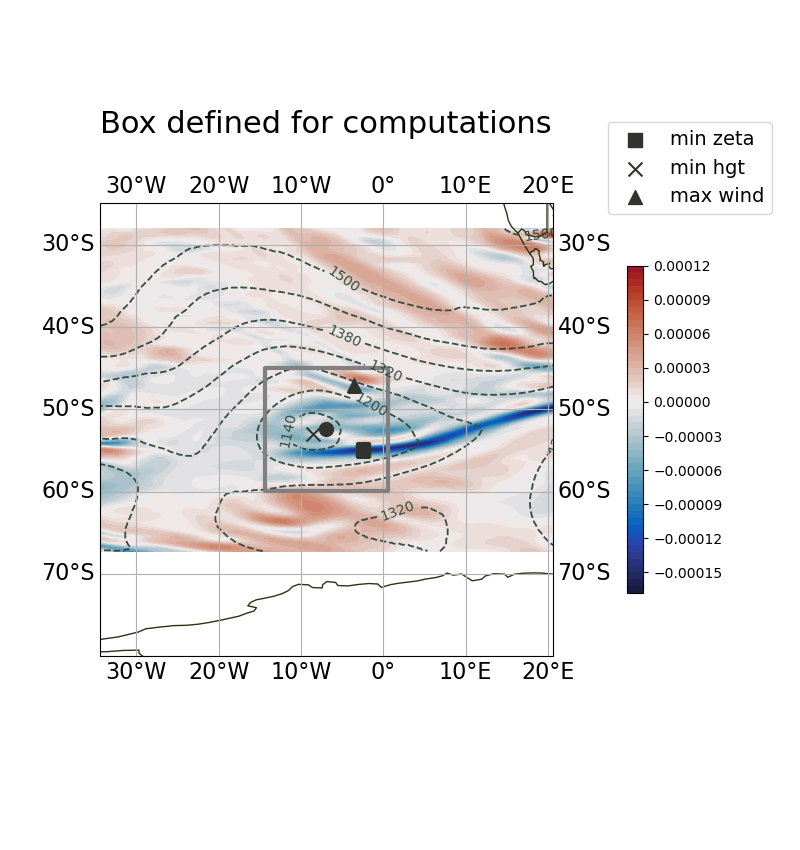 Box defined for computations
min zeta
min hgt
max wind
30°W 20°W 10°W 0° 10°E 20°E
30°S 30°S
40°S 40°S
50°S 50°S
60°S 60°S
70°S 70°S
30°W 20°W 10°W 0° 10°E 20°E
1560
1500
1380
1320
1200
1140
1320
0.00012
0.00009
0.00006
0.00003
0.00000
−0.00003
−0.00006
−0.00009
−0.00012
−0.00015